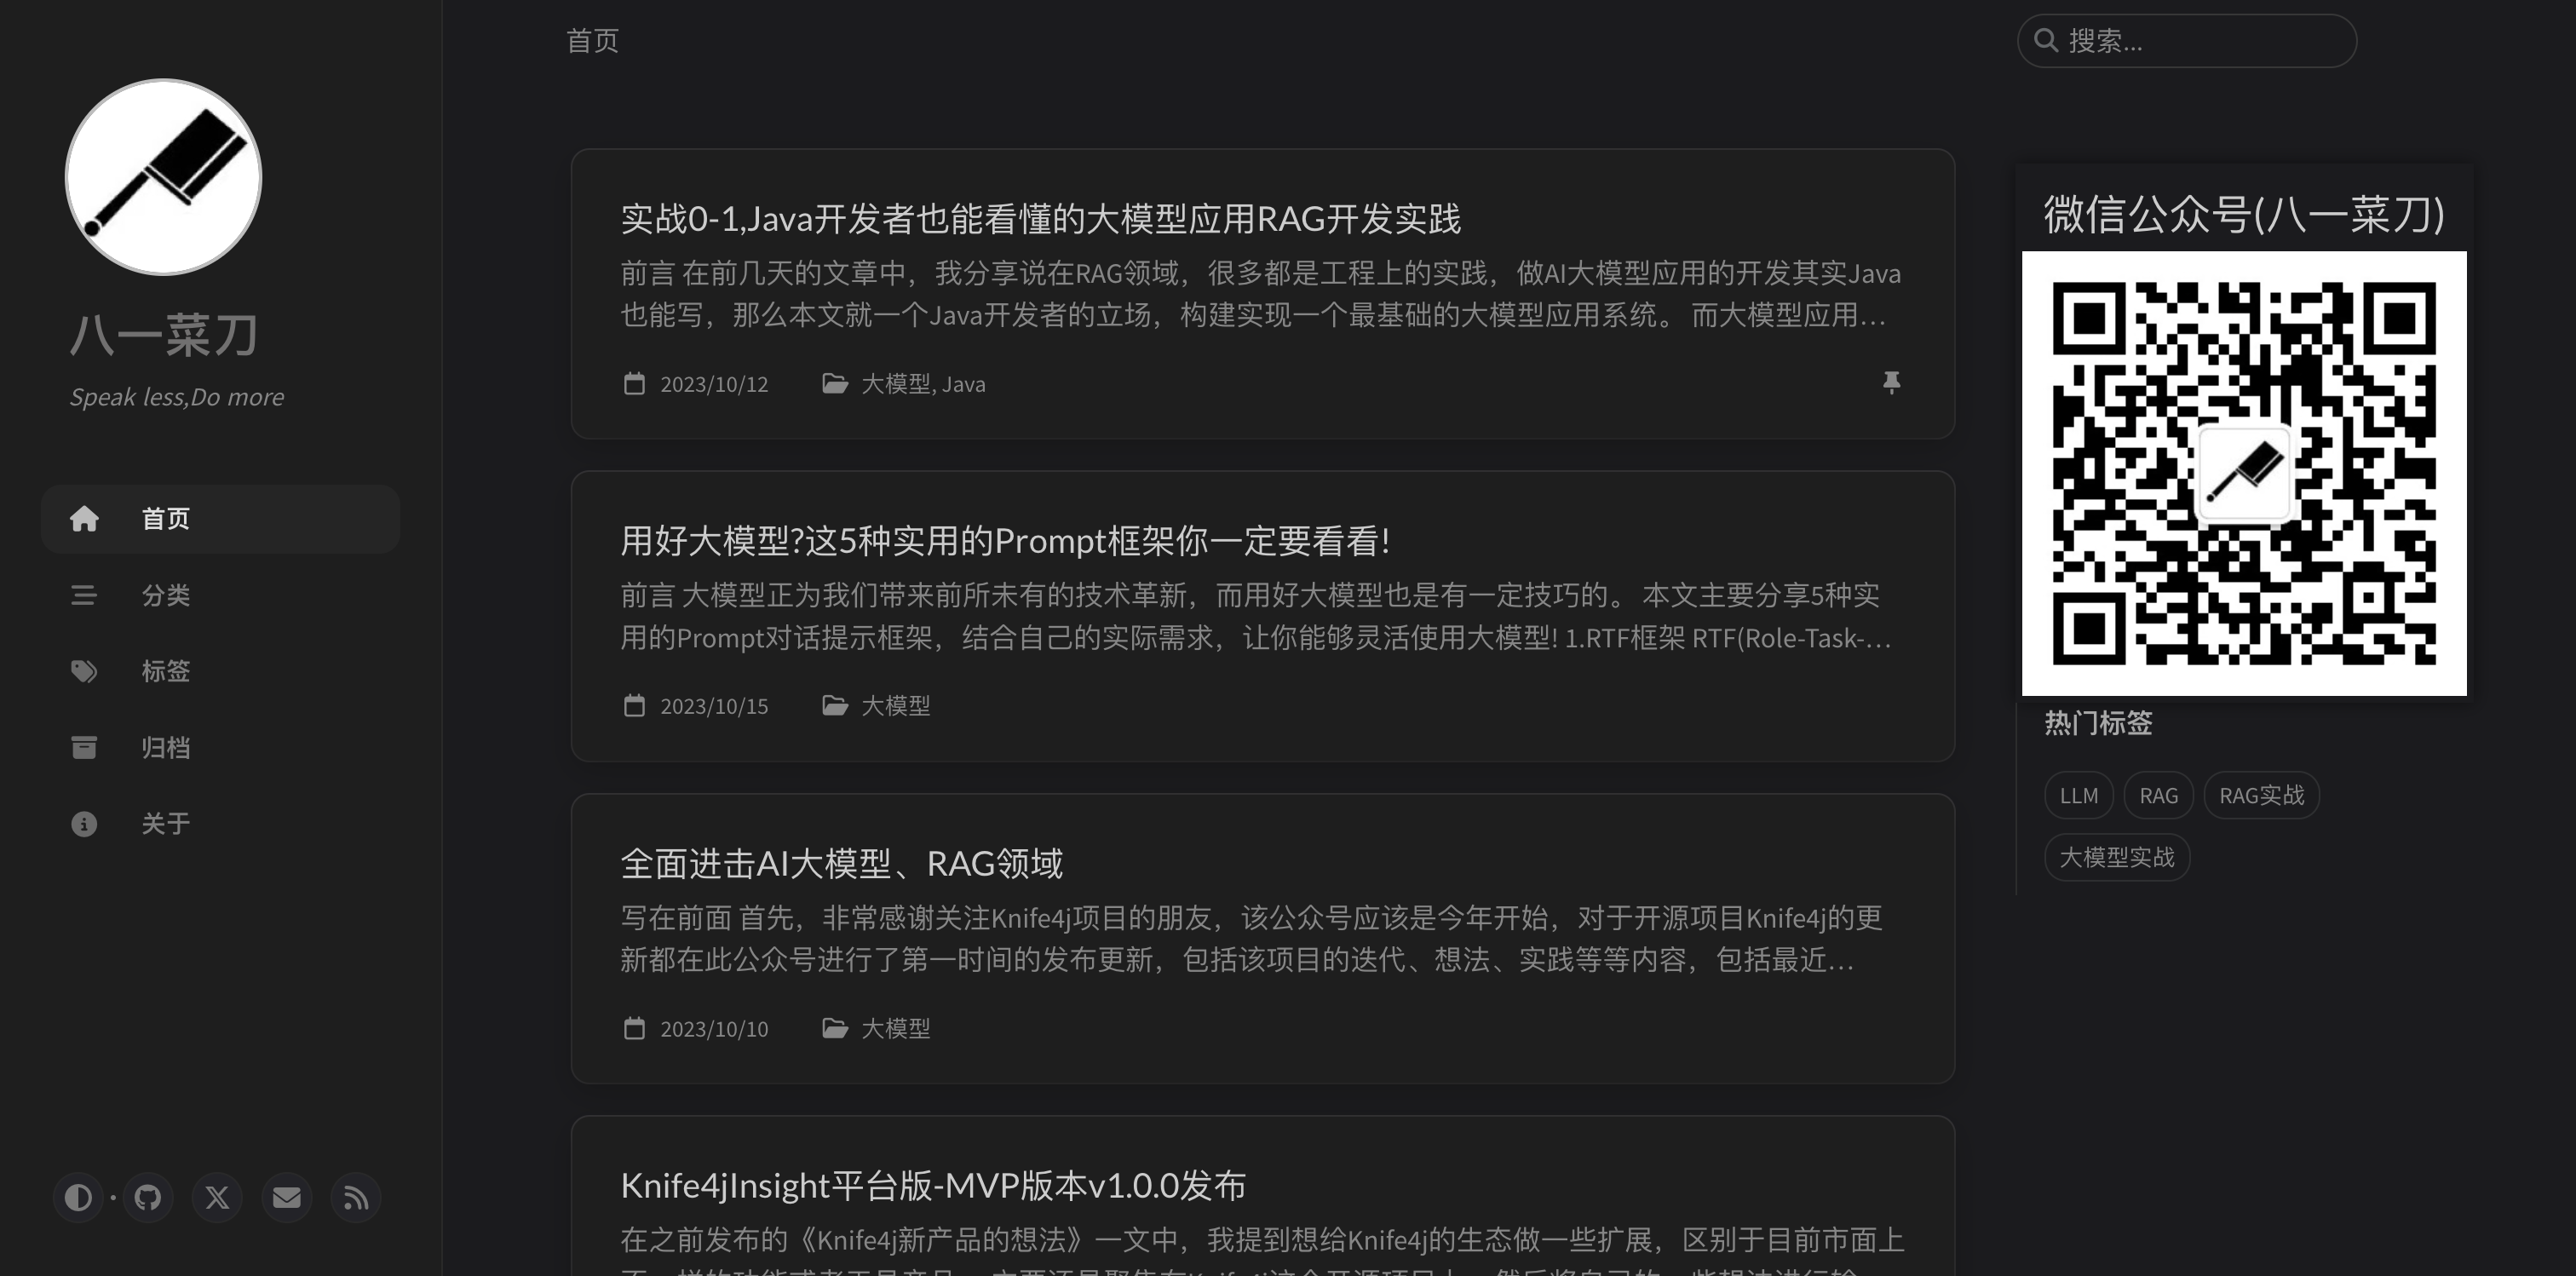 八一菜刀
Speak less,Do more
首页
分类
标签
归档
关于
首页
搜索...
实战0-1,Java开发者也能看懂的大模型应用RAG开发实践
前言 在前几天的文章中，我分享说在RAG领域，很多都是工程上的实践，做AI大模型应用的开发其实Java
也能写，那么本文就一个Java开发者的立场，构建实现一个最基础的大模型应用系统。 而大模型应用...
2023/10/12
大模型, Java
用好大模型?这5种实用的Prompt框架你一定要看看!
前言 大模型正为我们带来前所未有的技术革新，而用好大模型也是有一定技巧的。 本文主要分享5种实
用的Prompt对话提示框架，结合自己的实际需求，让你能够灵活使用大模型! 1.RTF框架 RTF(Role-Task-...
2023/10/15
大模型
全面进击AI大模型、RAG领域
写在前面 首先，非常感谢关注Knife4j项目的朋友，该公众号应该是今年开始，对于开源项目Knife4j的更
新都在此公众号进行了第一时间的发布更新，包括该项目的迭代、想法、实践等等内容，包括最近...
2023/10/10
大模型
Knife4jInsight平台版-MVP版本v1.0.0发布
在之前发布的《Knife4j新产品的想法》一文中，我提到想给Knife4j的生态做一些扩展，区别于目前市面上
微信公众号(八一菜刀)
热门标签
LLM
RAG
RAG实战
大模型实战